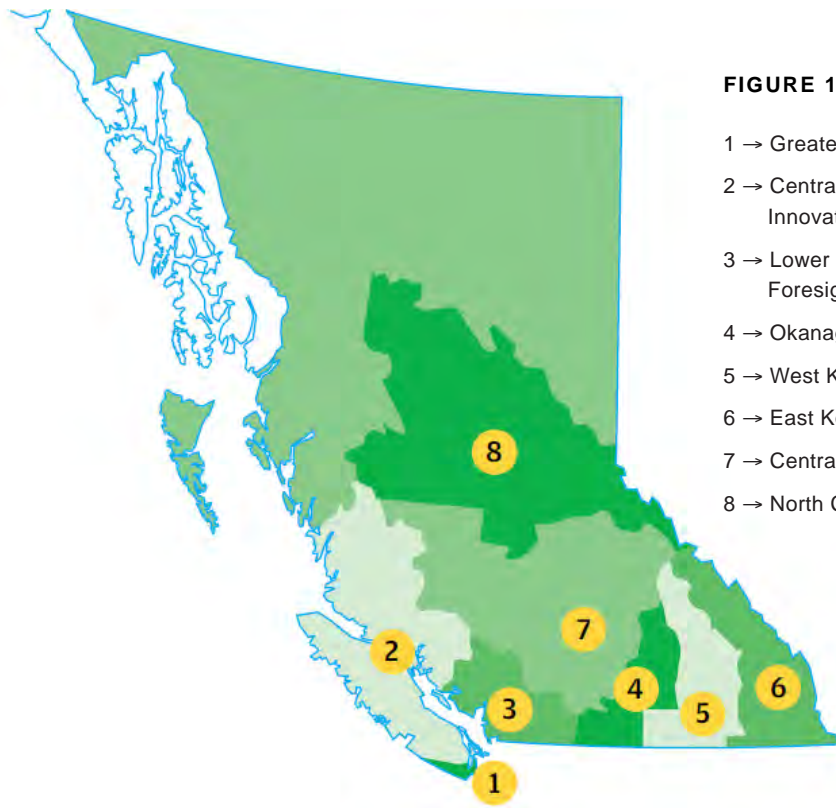 FIGURE 1
1 → Greate
2 → Centra
Innovat
3 → Lower
Foresig
4 → Okanag
5 → West K
6 → East Ko
7 → Centra
8 → North C
8
7
2
4
6
3
5
1